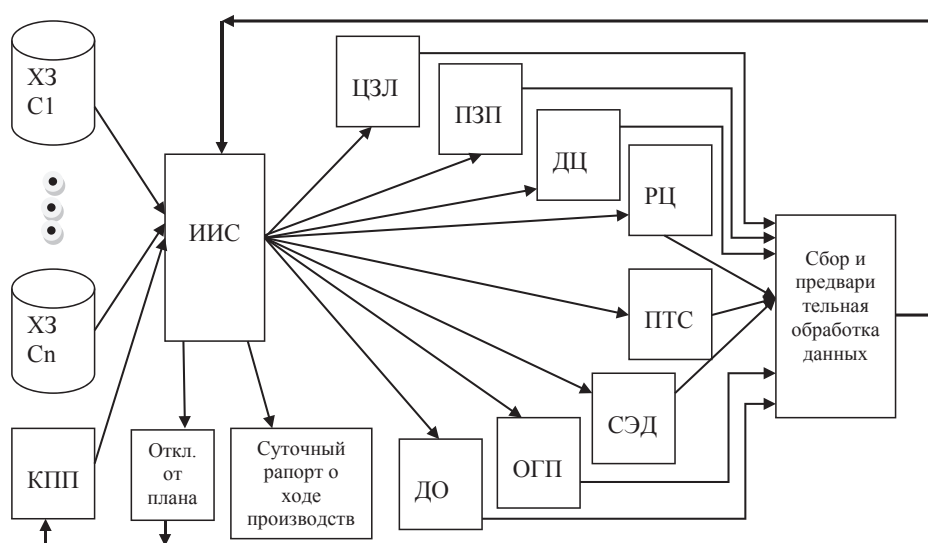 ХЗ
С1
ЦЗЛ
ПЗП
ДЦ
РЦ
ИИС
Сбор и
предвари
тельная
обработка
данных
ХЗ
Cn
ПТС
СЭД
КПП
Откл.
от
плана
Суточный
рапорт о
ходе
производств
ДО
ОГП